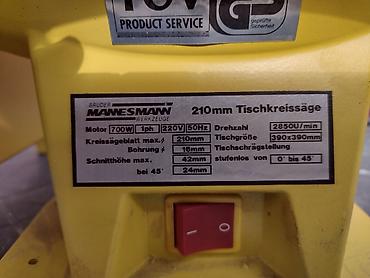 TÜV
PRODUCT SERVICE
GS
geprüfte
Sicherheit
BRÜDER
MANNESMANN
WERKZEUGE
210mm Tischkreissäge
Motor 700W 1ph 220V 50Hz Drehzahl 2850U/min
Kreissägeblatt max. 210mm Tischgröße 390x390mm
Bohrung 16mm Tischschrägstellung
Schnitthöhe max. 42mm stufenlos von 0° bis 45°
bei 45° 24mm
I O